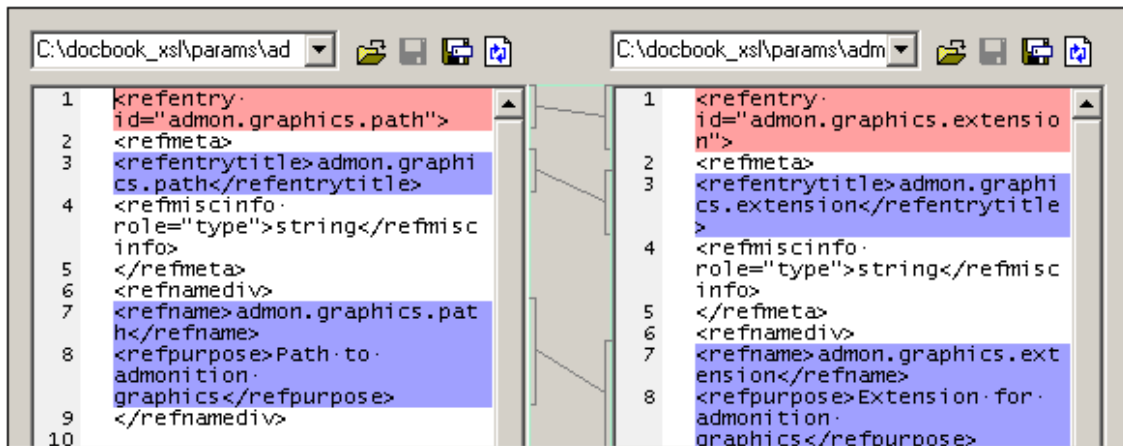 C:\docbook_xsl\params\ad
1 <refentry·
id="admon.graphics.path">
2 <refmeta>
3 <refentrytitle>admon.graphi
cs.path</refentrytitle>
4 <refmiscinfo·
role="type">string</refmisc
info>
5 </refmeta>
6 <refnamediv>
7 <refname>admon.graphics.pat
h</refname>
8 <refpurpose>Path·to·
admonition·
graphics</refpurpose>
9 </refnamediv>
10
C:\docbook_xsl\params\adm
1 <refentry·
id="admon.graphics.extensio
n">
2 <refmeta>
3 <refentrytitle>admon.graphi
cs.extension</refentrytitle
>
4 <refmiscinfo·
role="type">string</refmisc
info>
5 </refmeta>
6 <refnamediv>
7 <refname>admon.graphics.ext
ension</refname>
8 <refpurpose>Extension·for·
admonition·
graphics</refpurpose>